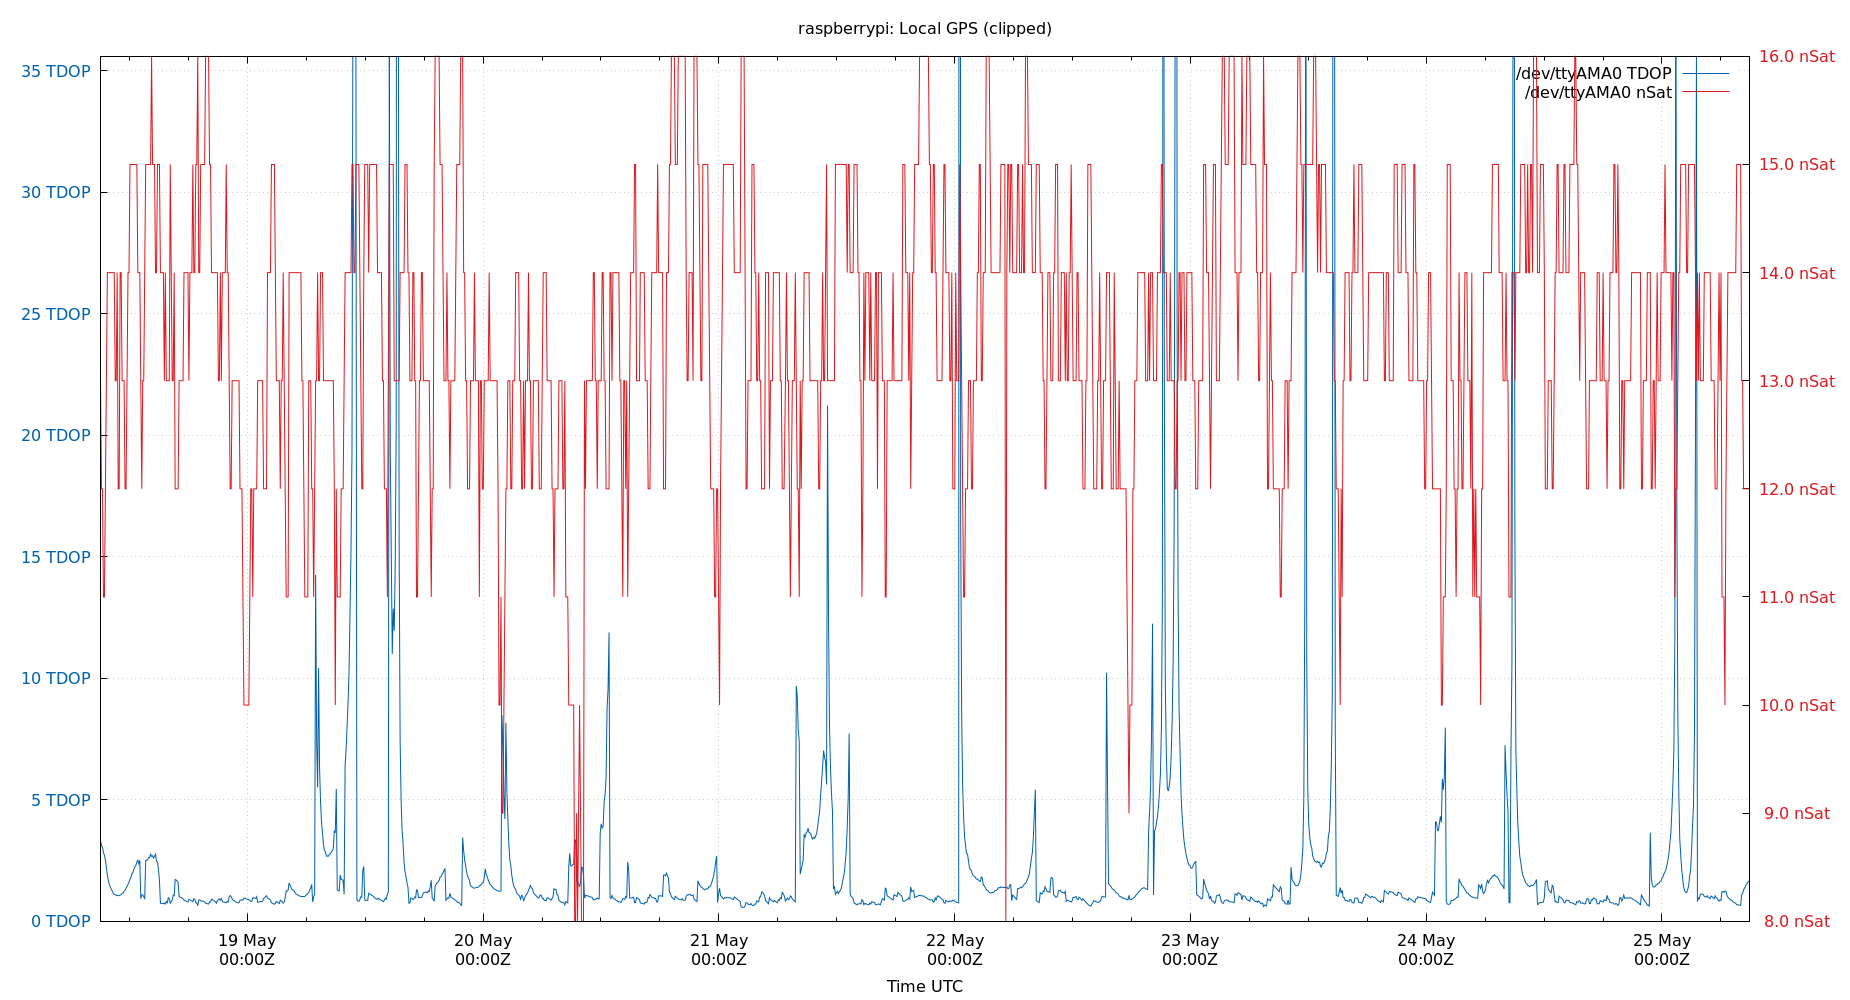 raspberrypi: Local GPS (clipped)
35 TDOP
30 TDOP
25 TDOP
20 TDOP
15 TDOP
10 TDOP
5 TDOP
0 TDOP
16.0 nSat
15.0 nSat
14.0 nSat
13.0 nSat
12.0 nSat
11.0 nSat
10.0 nSat
9.0 nSat
8.0 nSat
/dev/ttyAMA0 TDOP
/dev/ttyAMA0 nSat
19 May
00:00Z
20 May
00:00Z
21 May
00:00Z
22 May
00:00Z
23 May
00:00Z
24 May
00:00Z
25 May
00:00Z
Time UTC